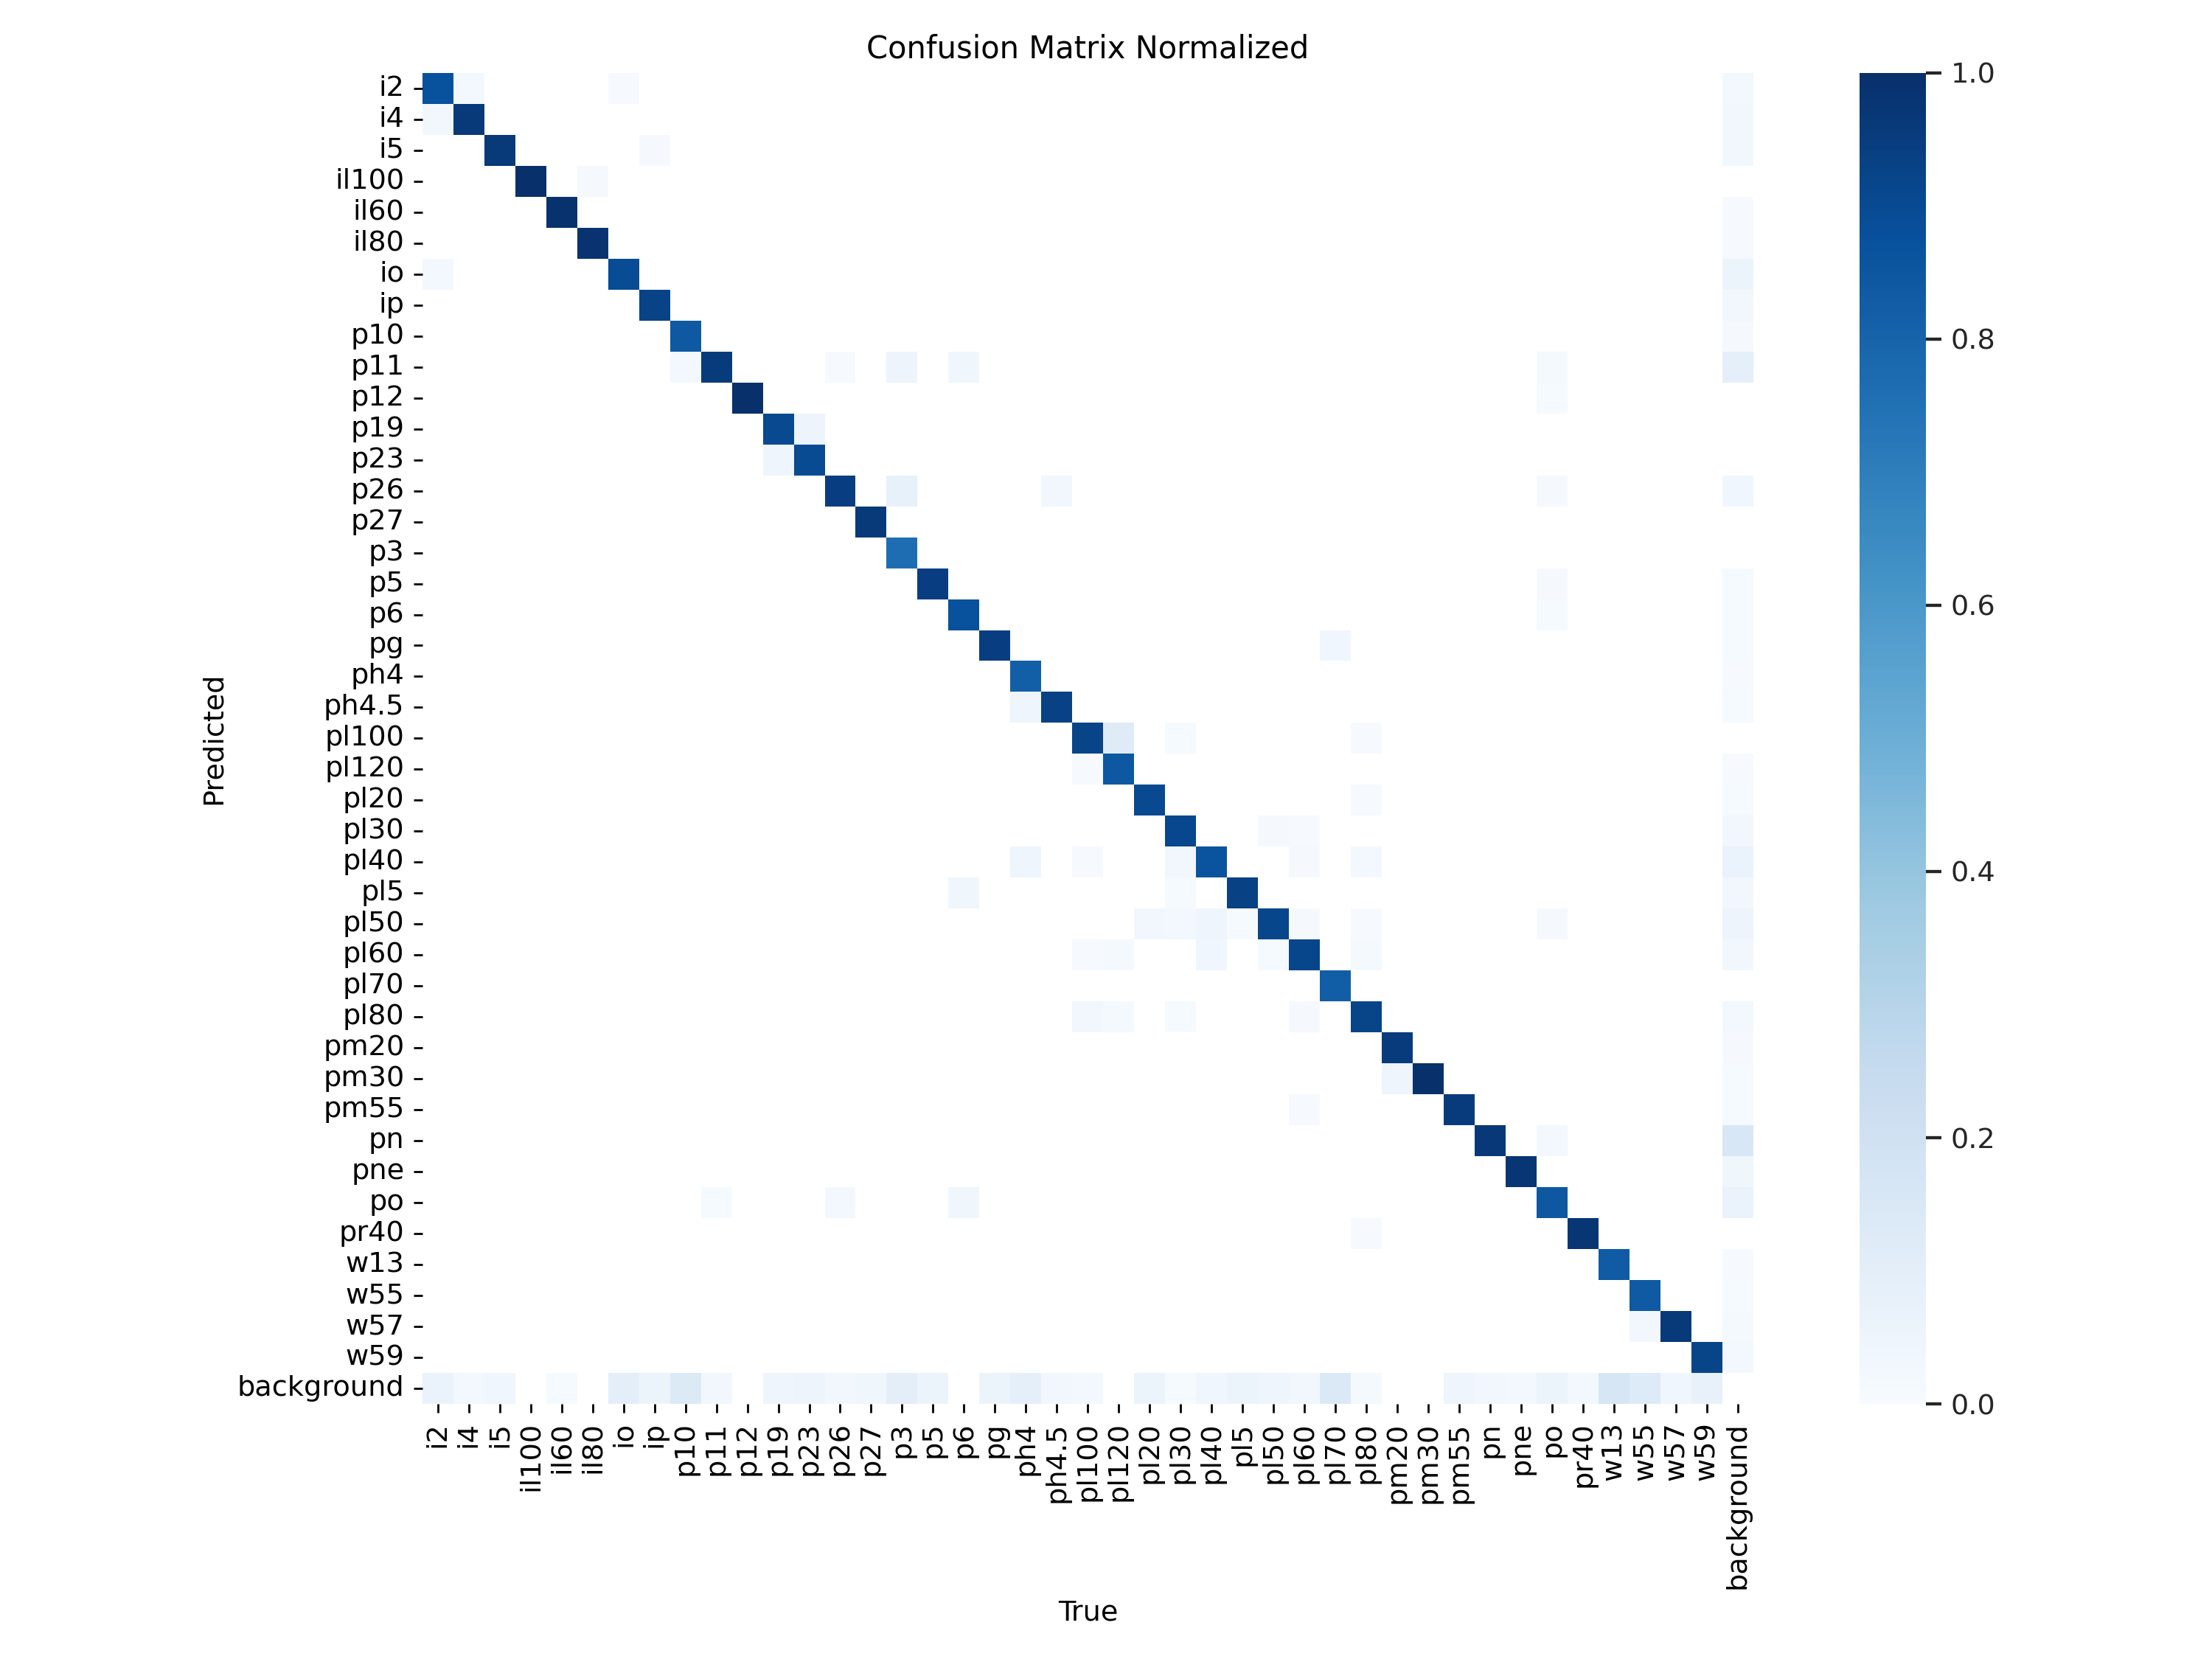 Confusion Matrix Normalized
i2
i4
i5
il100
il60
il80
io
ip
p10
p11
p12
p19
p23
p26
p27
p3
p5
p6
pg
ph4
ph4.5
pl100
pl120
pl20
pl30
pl40
pl5
pl50
pl60
pl70
pl80
pm20
pm30
pm55
pn
pne
po
pr40
w13
w55
w57
w59
background
Predicted
i2 i4 i5 il100 il60 il80 io ip p10 p11 p12 p19 p23 p26 p27 p3 p5 p6 pg ph4 ph4.5 pl100 pl120 pl20 pl30 pl40 pl5 pl50 pl60 pl70 pl80 pm20 pm30 pm55 pn pne po pr40 w13 w55 w57 w59 background
True
1.0
0.8
0.6
0.4
0.2
0.0